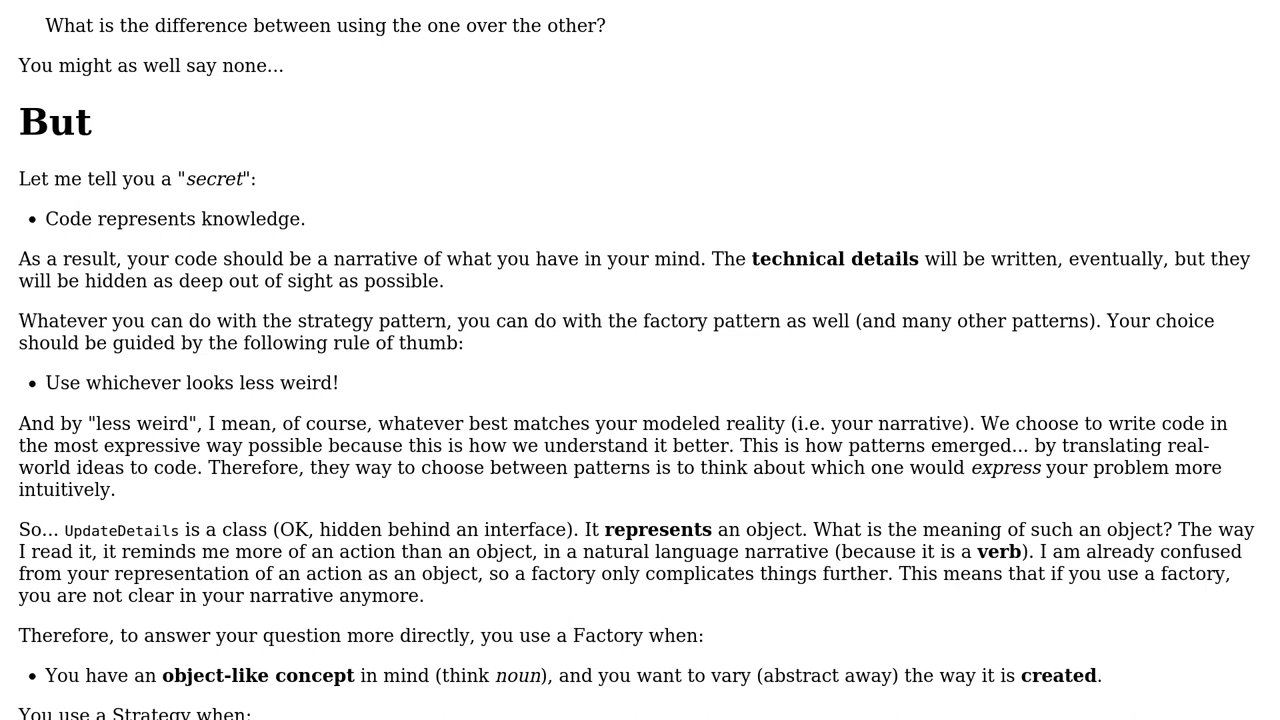 What is the difference between using the one over the other?
You might as well say none...
But
Let me tell you a "secret":
• Code represents knowledge.
As a result, your code should be a narrative of what you have in your mind. The technical details will be written, eventually, but they
will be hidden as deep out of sight as possible.
Whatever you can do with the strategy pattern, you can do with the factory pattern as well (and many other patterns). Your choice
should be guided by the following rule of thumb:
• Use whichever looks less weird!
And by "less weird", I mean, of course, whatever best matches your modeled reality (i.e. your narrative). We choose to write code in
the most expressive way possible because this is how we understand it better. This is how patterns emerged... by translating real-
world ideas to code. Therefore, they way to choose between patterns is to think about which one would express your problem more
intuitively.
So... UpdateDetails is a class (OK, hidden behind an interface). It represents an object. What is the meaning of such an object? The way
I read it, it reminds me more of an action than an object, in a natural language narrative (because it is a verb). I am already confused
from your representation of an action as an object, so a factory only complicates things further. This means that if you use a factory,
you are not clear in your narrative anymore.
Therefore, to answer your question more directly, you use a Factory when:
• You have an object-like concept in mind (think noun), and you want to vary (abstract away) the way it is created.
You use a Strategy when: